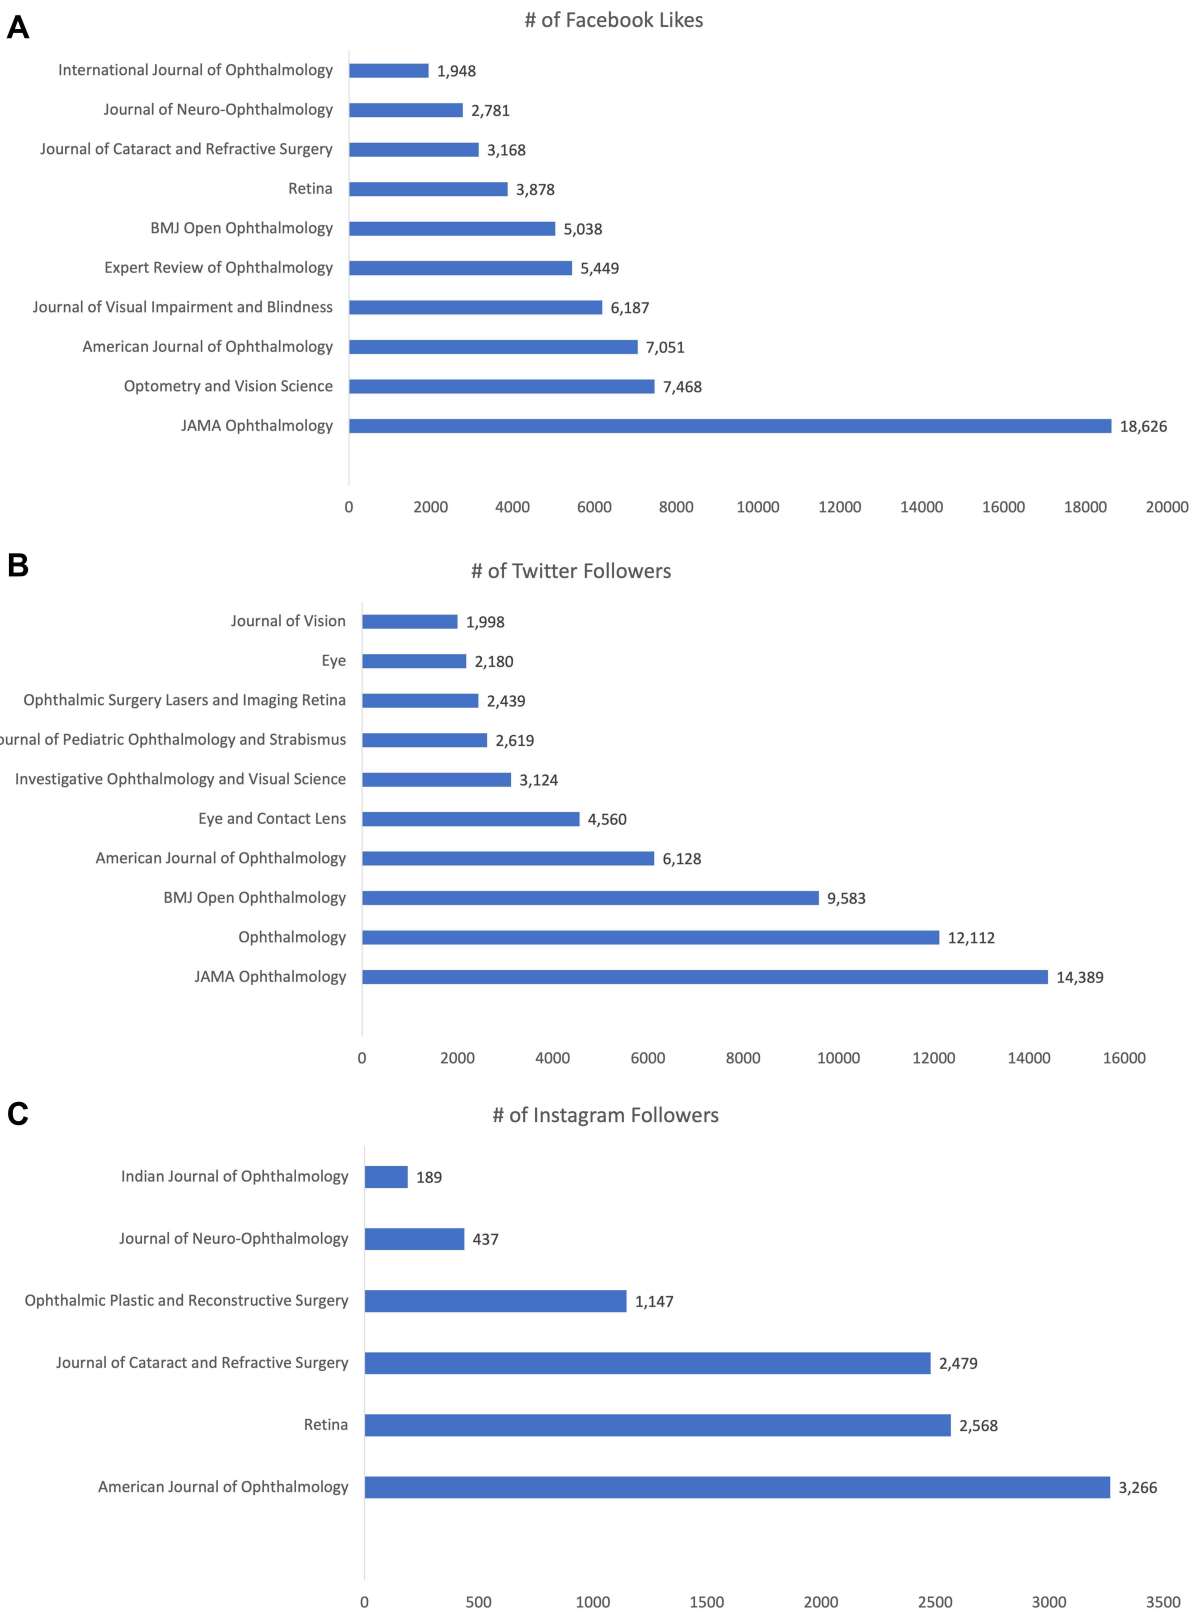 A
# of Facebook Likes
International Journal of Ophthalmology 1,948
Journal of Neuro-Ophthalmology 2,781
Journal of Cataract and Refractive Surgery 3,168
Retina 3,878
BMJ Open Ophthalmology 5,038
Expert Review of Ophthalmology 5,449
Journal of Visual Impairment and Blindness 6,187
American Journal of Ophthalmology 7,051
Optometry and Vision Science 7,468
JAMA Ophthalmology 18,626
0 2000 4000 6000 8000 10000 12000 14000 16000 18000 20000
B
# of Twitter Followers
Journal of Vision 1,998
Eye 2,180
Ophthalmic Surgery Lasers and Imaging Retina 2,439
ournal of Pediatric Ophthalmology and Strabismus 2,619
Investigative Ophthalmology and Visual Science 3,124
Eye and Contact Lens 4,560
American Journal of Ophthalmology 6,128
BMJ Open Ophthalmology 9,583
Ophthalmology 12,112
JAMA Ophthalmology 14,389
0 2000 4000 6000 8000 10000 12000 14000 16000
C
# of Instagram Followers
Indian Journal of Ophthalmology 189
Journal of Neuro-Ophthalmology 437
Ophthalmic Plastic and Reconstructive Surgery 1,147
Journal of Cataract and Refractive Surgery 2,479
Retina 2,568
American Journal of Ophthalmology 3,266
0 500 1000 1500 2000 2500 3000 3500